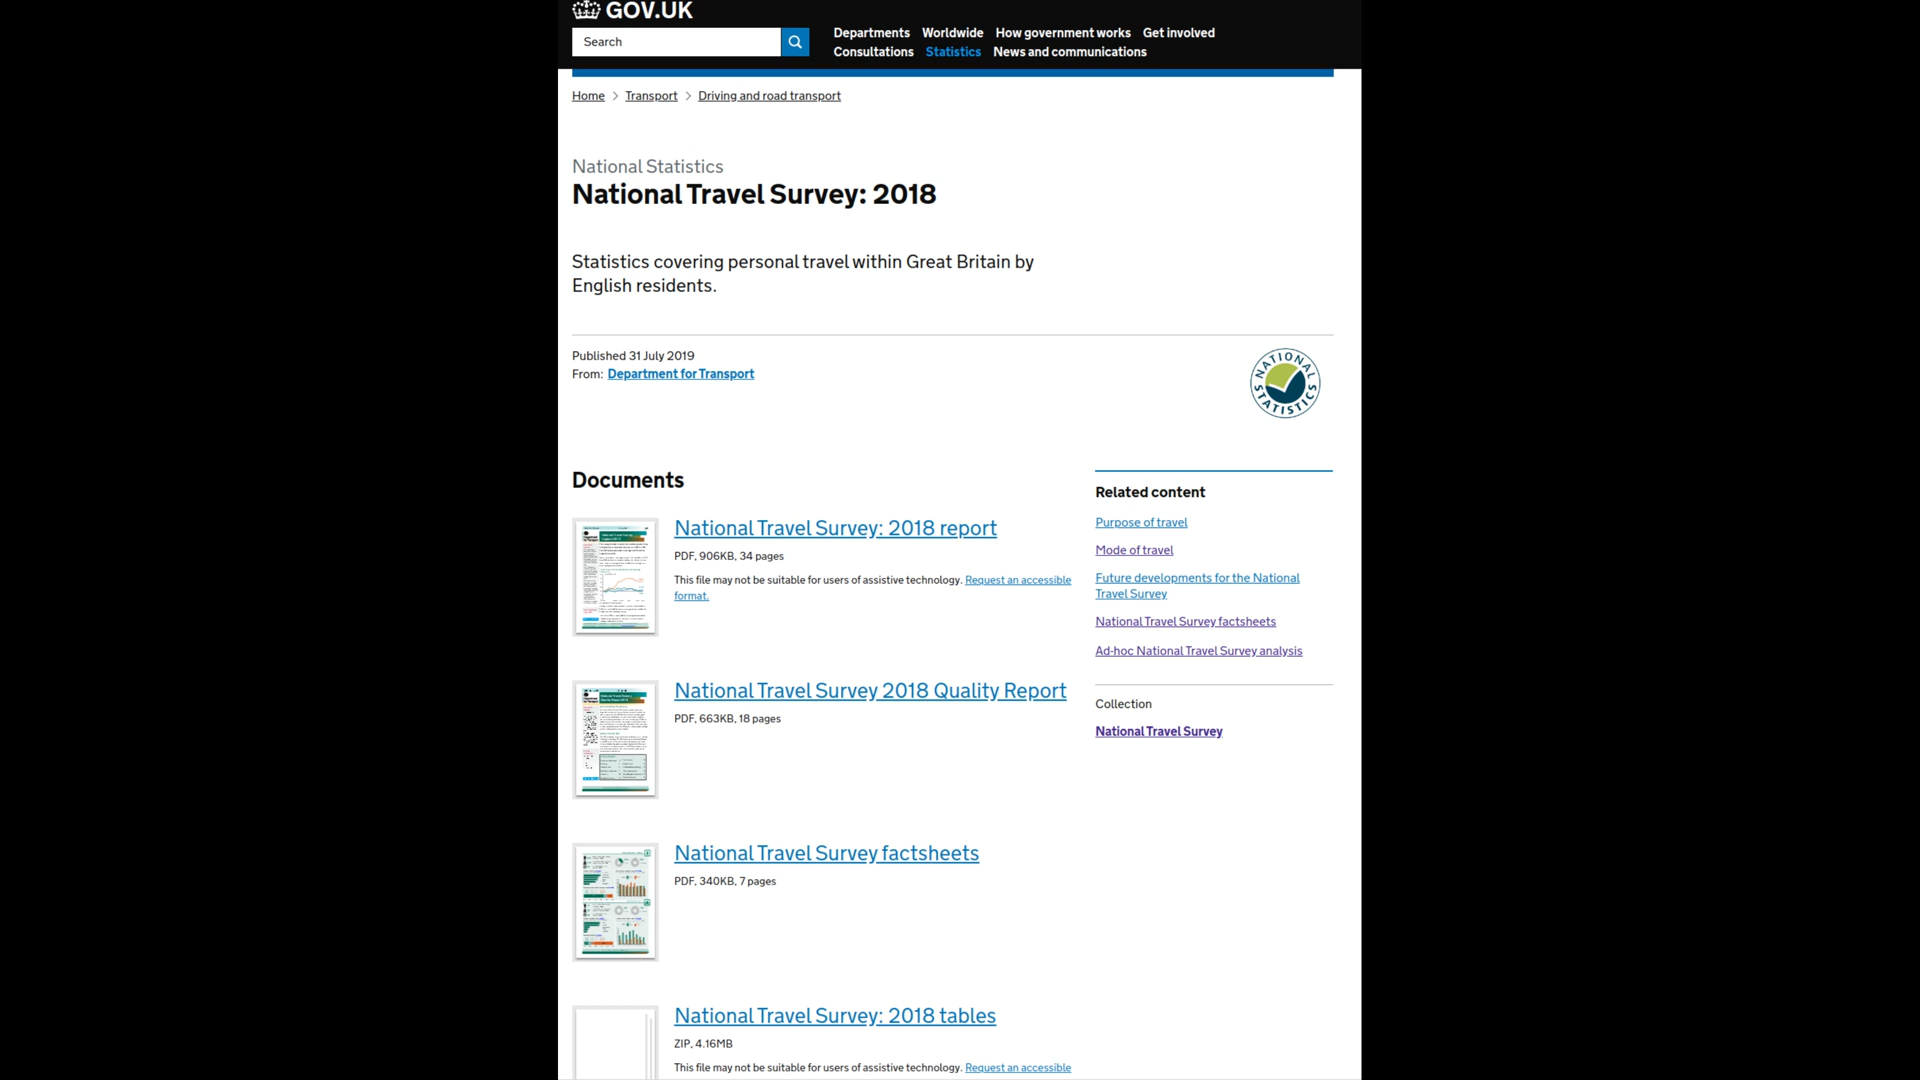 GOV.UK
Search
Departments Worldwide How government works Get involved
Consultations Statistics News and communications
Home > Transport > Driving and road transport
National Statistics
National Travel Survey: 2018
Statistics covering personal travel within Great Britain by
English residents.
Published 31 July 2019
From: Department for Transport
NATIONAL STATISTICS
Documents
National Travel Survey: 2018 report
PDF, 906KB, 34 pages
This file may not be suitable for users of assistive technology. Request an accessible
format.
National Travel Survey 2018 Quality Report
PDF, 663KB, 18 pages
National Travel Survey factsheets
PDF, 340KB, 7 pages
National Travel Survey: 2018 tables
ZIP, 4.16MB
This file may not be suitable for users of assistive technology. Request an accessible
Related content
Purpose of travel
Mode of travel
Future developments for the National
Travel Survey
National Travel Survey factsheets
Ad-hoc National Travel Survey analysis
Collection
National Travel Survey